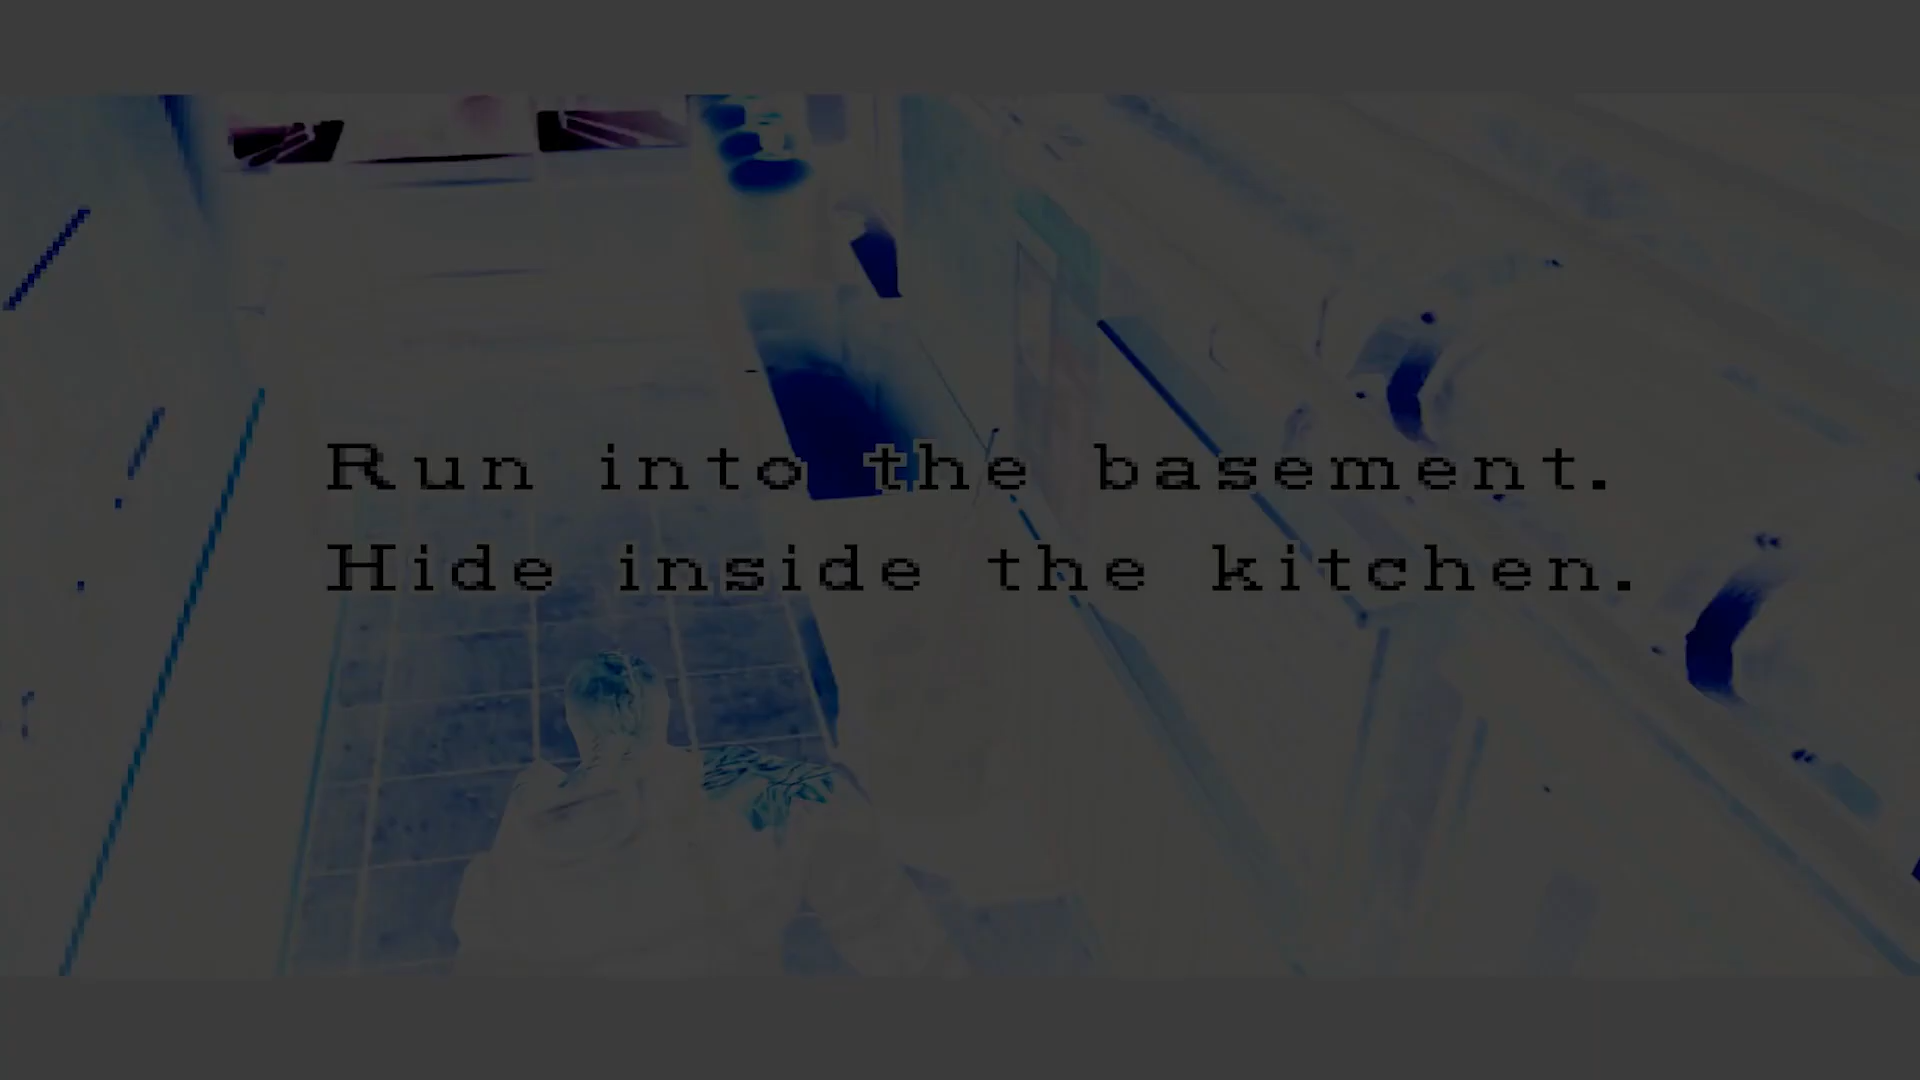 Run into the basement.
Hide inside the kitchen.